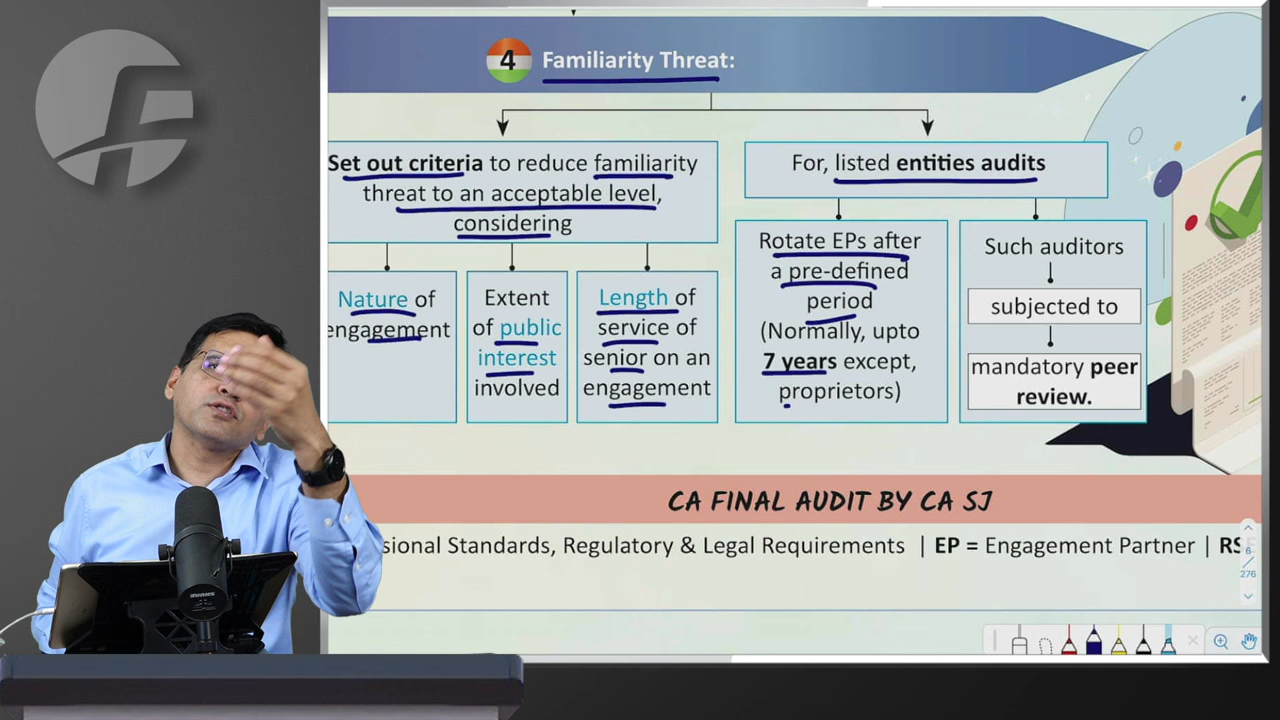 4 Familiarity Threat:
Set out criteria to reduce familiarity
threat to an acceptable level,
considering
Nature of
engagement
Extent
of public
interest
involved
Length of
service of
senior on an
engagement
For, listed entities audits
Rotate EPs after
a pre-defined
period
(Normally, upto
7 years except,
proprietors)
Such auditors
subjected to
mandatory peer
review.
CA FINAL AUDIT BY CA SJ
sional Standards, Regulatory & Legal Requirements | EP = Engagement Partner |
6
/
276